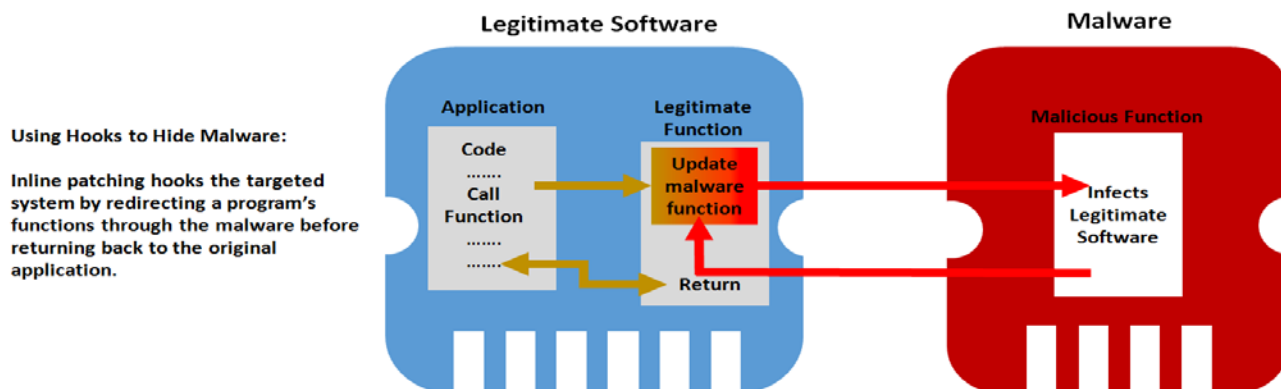 Legitimate Software
Malware
Using Hooks to Hide Malware:
Inline patching hooks the targeted
system by redirecting a program's
functions through the malware before
returning back to the original
application.
Application
Code
.......
Call
Function
.......
.......
Legitimate
Function
Update
malware
function
Return
Malicious Function
Infects
Legitimate
Software